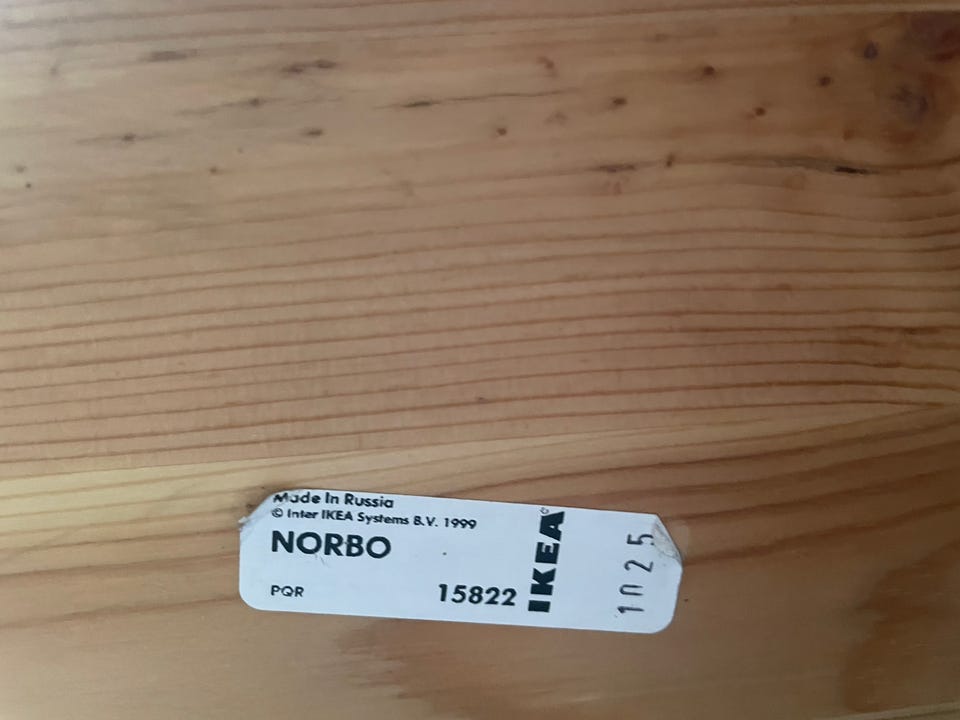 Made In Russia
© Inter IKEA Systems B.V. 1999
NORBO
PQR 15822
IKEA
1025